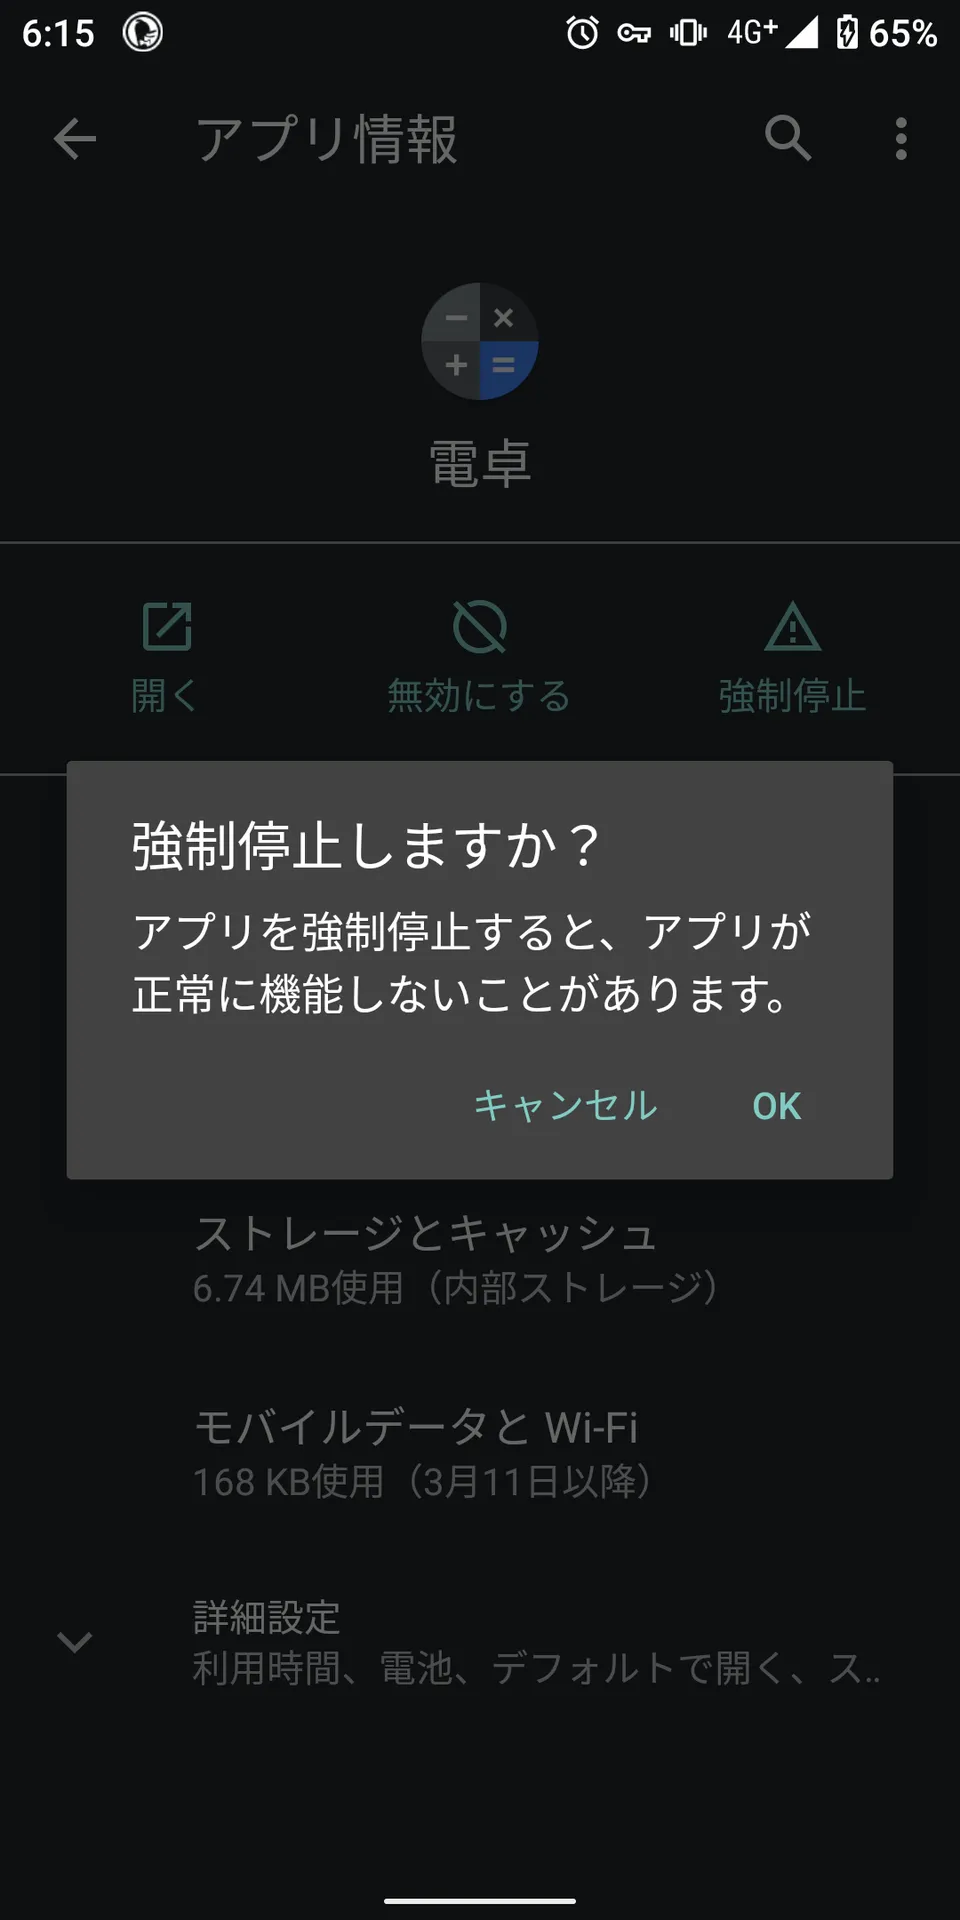 6:15 4G+ 65%
アプリ情報
電卓
開く 無効にする 強制停止
強制停止しますか？
アプリを強制停止すると、アプリが
正常に機能しないことがあります。
キャンセル OK
ストレージとキャッシュ
6.74 MB使用（内部ストレージ）
モバイルデータと Wi-Fi
168 KB使用（3月11日以降）
詳細設定
利用時間、電池、デフォルトで開く、ス..